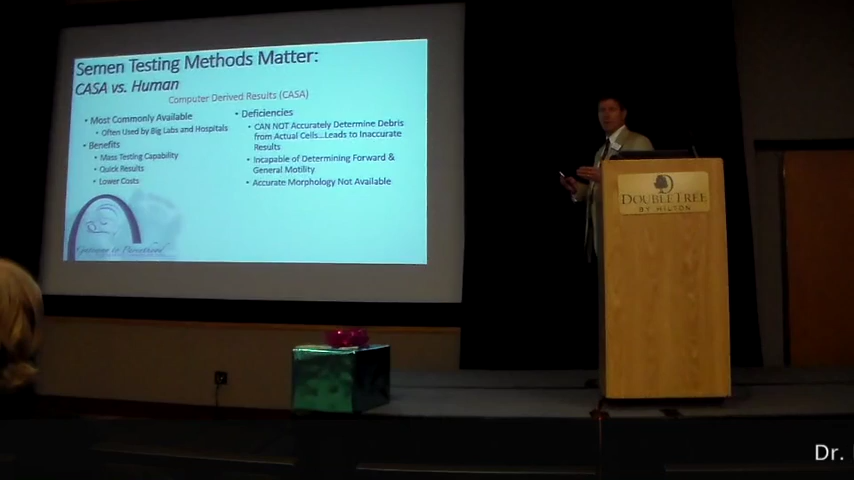 Semen Testing Methods Matter:
CASA vs. Human
Computer Derived Results (CASA)
• Most Commonly Available
• Often Used by Big Labs and Hospitals
• Benefits
• Mass Testing Capability
• Quick Results
• Lower Costs
• Deficiencies
• CAN NOT Accurately Determine Debris
from Actual Cells...Leads to Inaccurate
Results
• Incapable of Determining Forward &
General Motility
• Accurate Morphology Not Available
DOUBLETREE
BY HILTON
Dr.